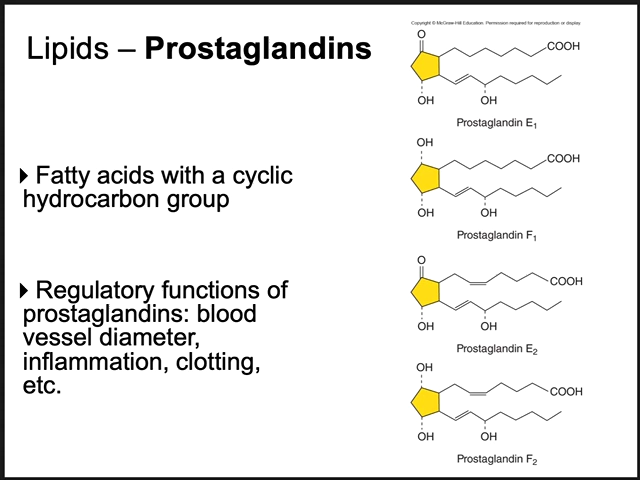 Lipids – Prostaglandins
Copyright © McGraw-Hill Education. Permission required for reproduction or display
O
COOH
OH
OH
Prostaglandin E1
OH
COOH
OH
OH
Prostaglandin F1
O
COOH
OH
OH
Prostaglandin E2
OH
COOH
OH
OH
Prostaglandin F2
Fatty acids with a cyclic
hydrocarbon group
Regulatory functions of
prostaglandins: blood
vessel diameter,
inflammation, clotting,
etc.